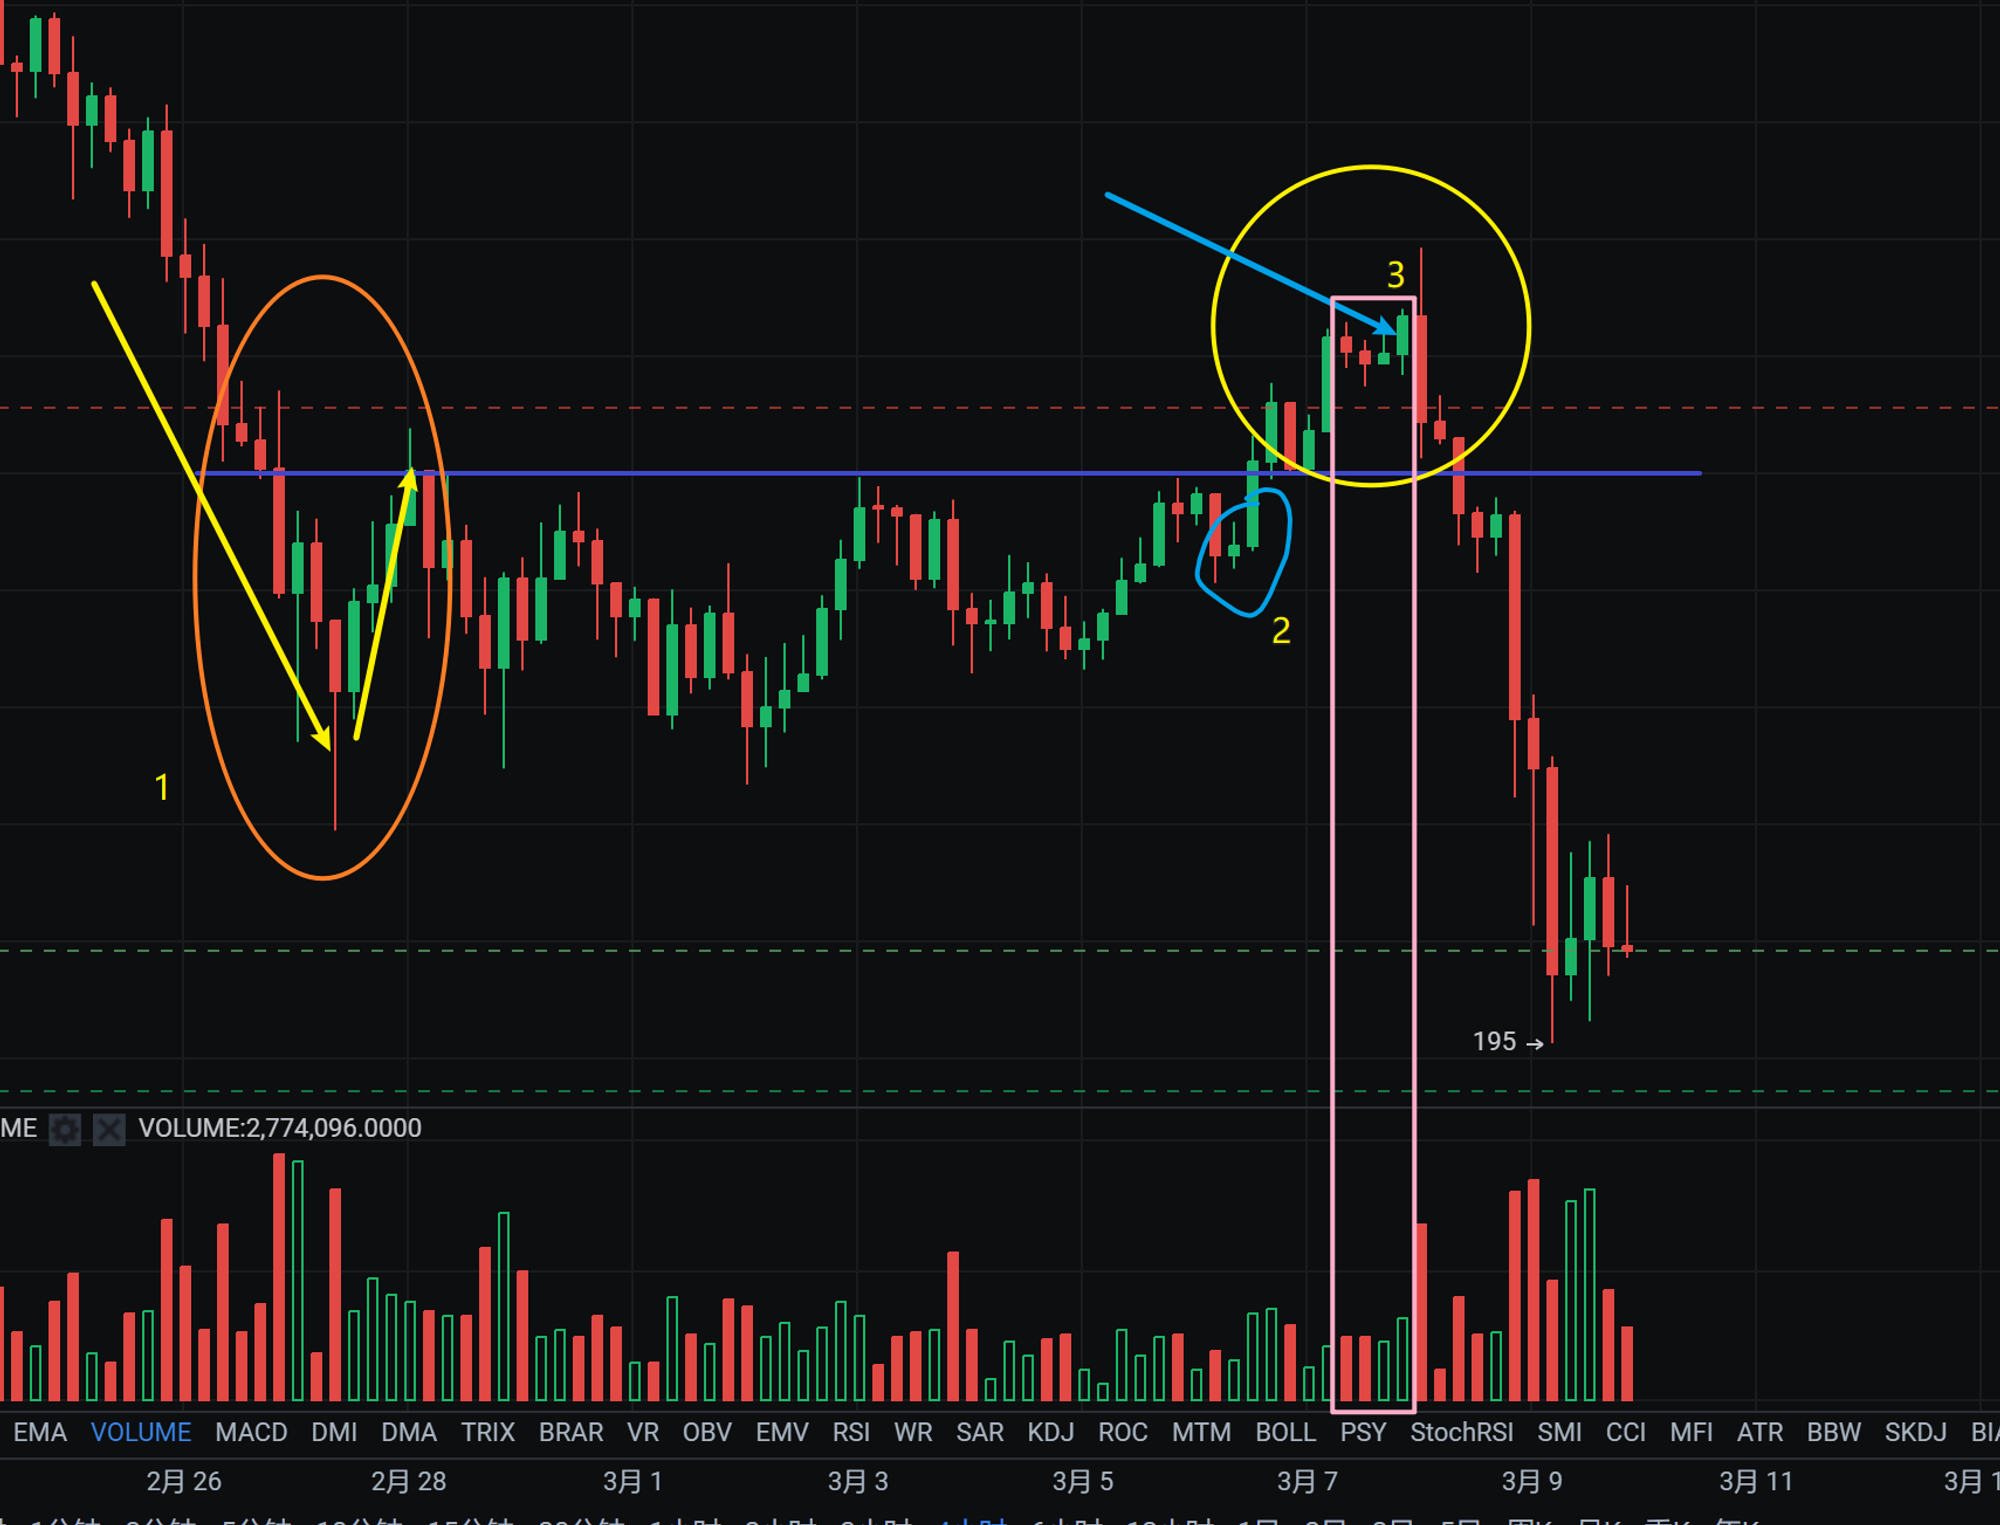 3
2
1
195→
ME VOLUME:2,774,096.0000
EMA VOLUME MACD DMI DMA TRIX BRAR VR OBV EMV RSI WR SAR KDJ ROC MTM BOLL PSY StochRSI SMI CCI MFI ATR BBW SKDJ
2月 26 2月 28 3月 1 3月 3 3月 5 3月 7 3月 9 3月 11 3月